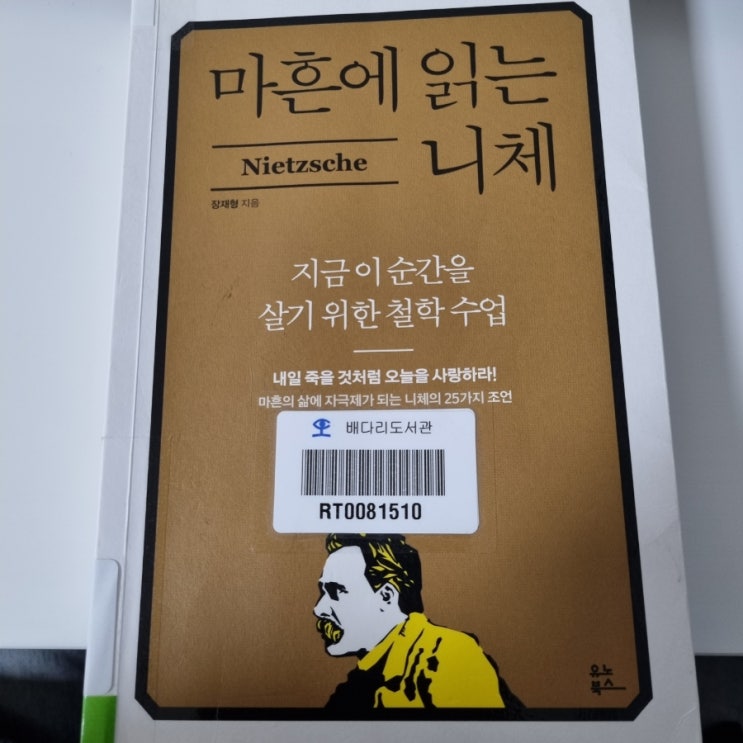 마흔에 읽는
Nietzsche
니체
장재형 지음
지금 이 순간을
살기 위한 철학 수업
내일 죽을 것처럼 오늘을 사랑하라!
마흔의 삶에 자극제가 되는 니체의 25가지 조언
배다리도서관
RT0081510
유노
북스